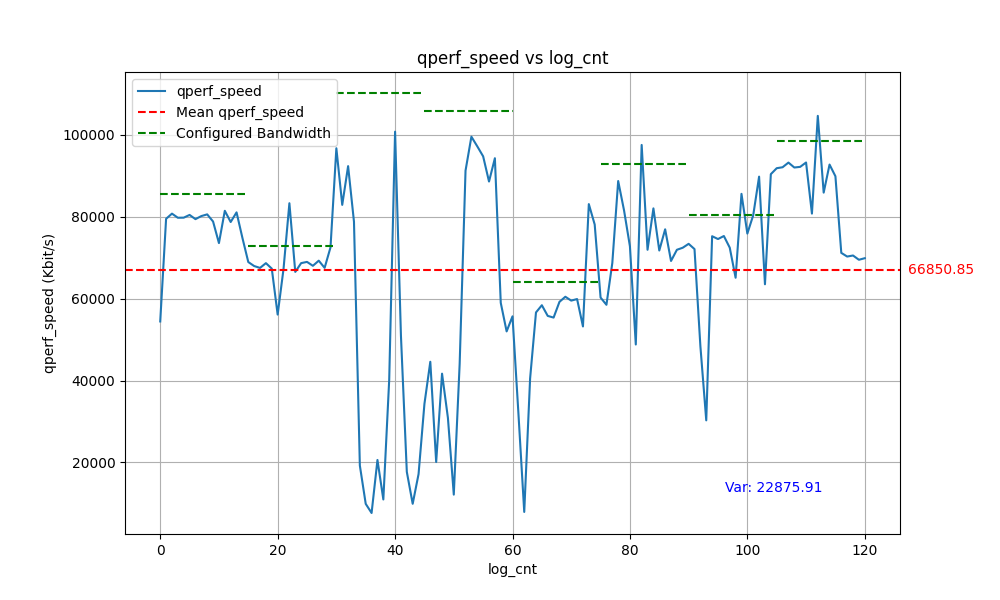 qperf_speed vs log_cnt
qperf_speed
Mean qperf_speed
Configured Bandwidth
100000
80000
60000
40000
20000
qperf_speed (Kbit/s)
66850.85
Var: 22875.91
0 20 40 60 80 100 120
log_cnt